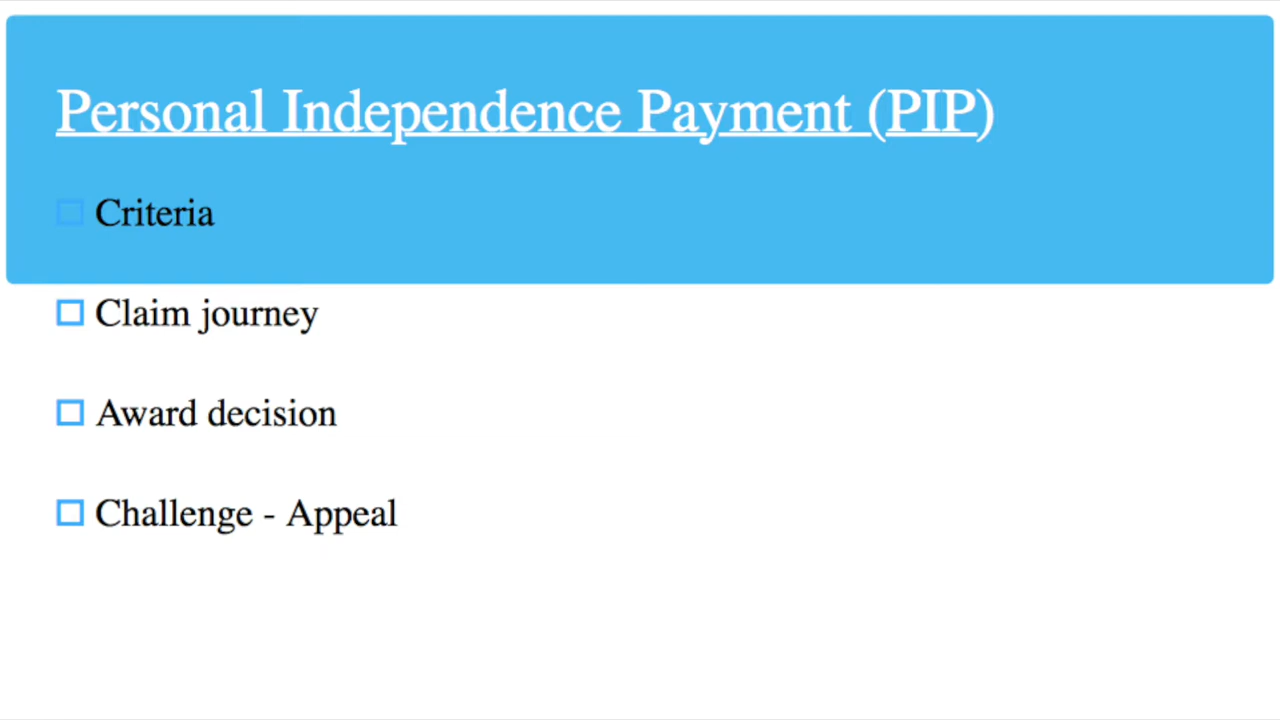 Personal Independence Payment (PIP)
Criteria
Claim journey
Award decision
Challenge - Appeal